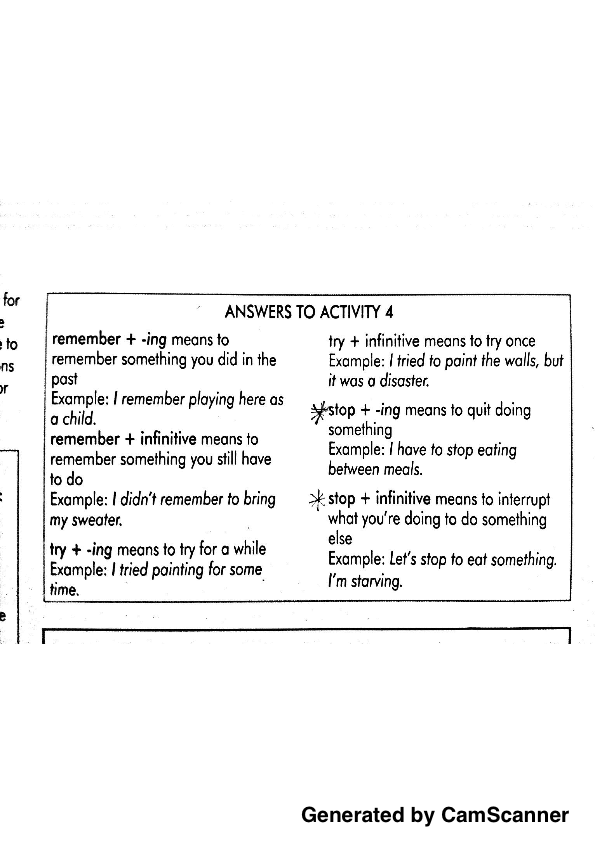 for
e
to
ns
or
ANSWERS TO ACTIVITY 4
remember + -ing means to
remember something you did in the
past
Example: I remember playing here as
a child.
remember + infinitive means to
remember something you still have
to do
Example: I didn't remember to bring
my sweater.
try + -ing means to try for a while
Example: I tried painting for some
time.
try + infinitive means to try once
Example: I tried to paint the walls, but
it was a disaster.
stop + -ing means to quit doing
something
Example: I have to stop eating
between meals.
stop + infinitive means to interrupt
what you're doing to do something
else
Example: Let's stop to eat something.
I'm starving.
e
Generated by CamScanner